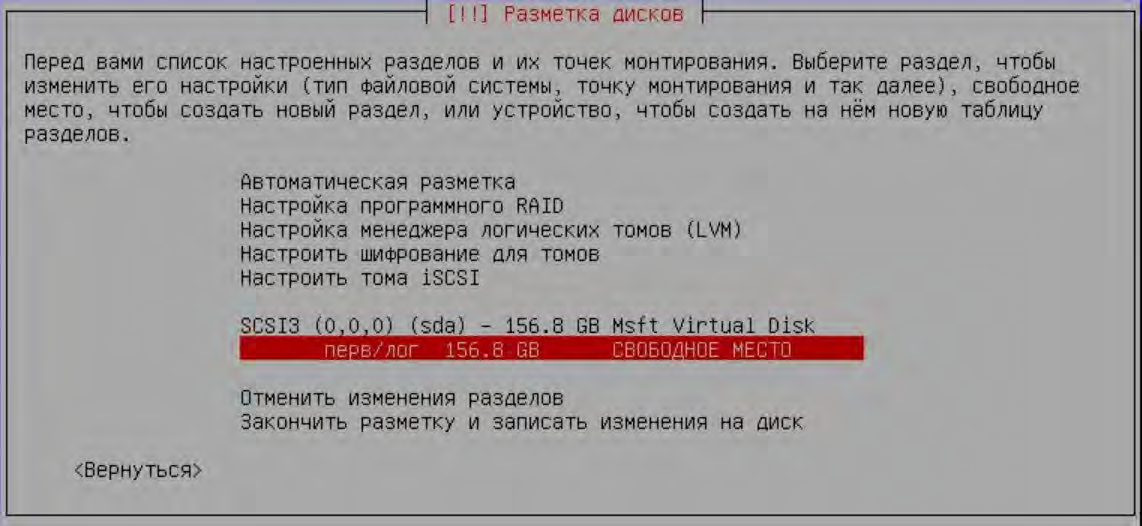 [!!] Разметка дисков
Перед вами список настроенных разделов и их точек монтирования. Выберите раздел, чтобы
изменить его настройки (тип файловой системы, точку монтирования и так далее), свободное
место, чтобы создать новый раздел, или устройство, чтобы создать на нём новую таблицу
разделов.
Автоматическая разметка
Настройка программного RAID
Настройка менеджера логических томов (LVM)
Настроить шифрование для томов
Настроить тома iSCSI
SCSI3 (0,0,0) (sda) - 156.8 GB Msft Virtual Disk
перв/лог 156.8 GB СВОБОДНОЕ МЕСТО
Отменить изменения разделов
Закончить разметку и записать изменения на диск
<Вернуться>